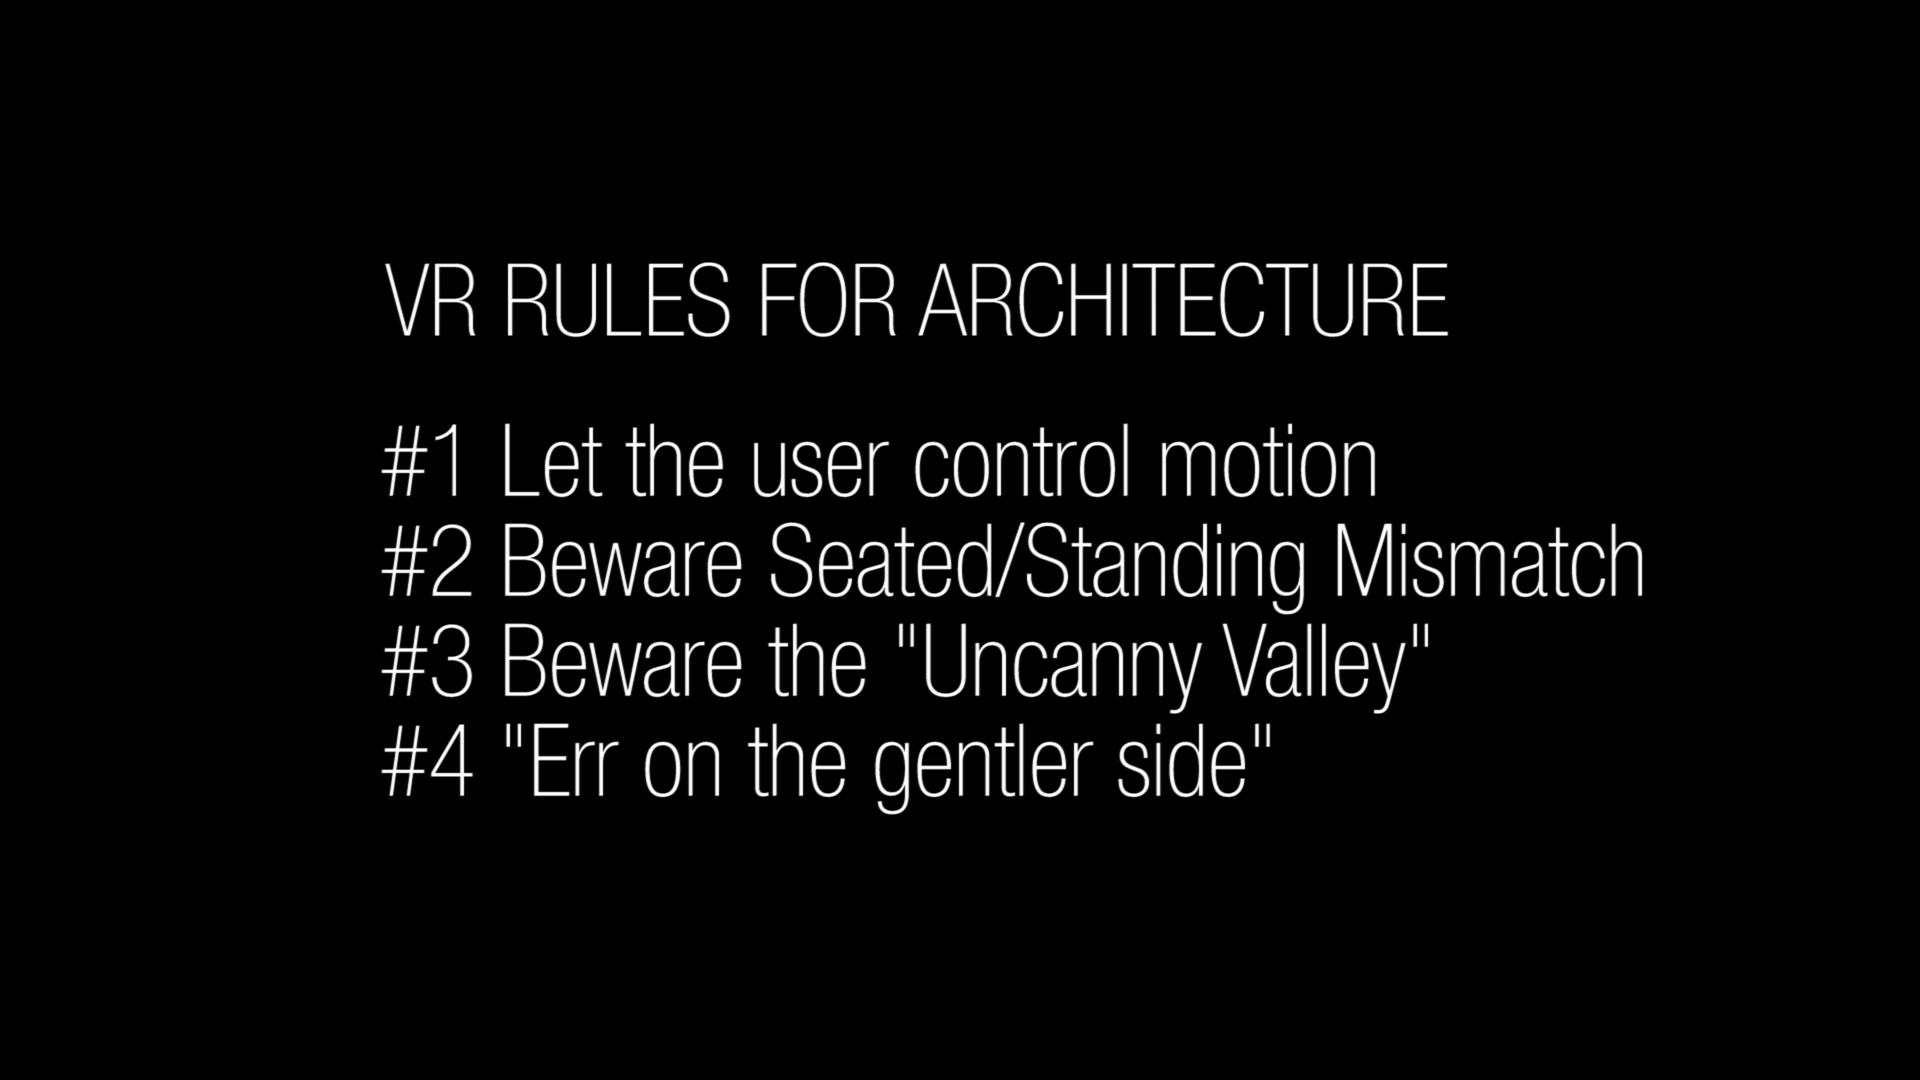 VR RULES FOR ARCHITECTURE
#1 Let the user control motion
#2 Beware Seated/Standing Mismatch
#3 Beware the "Uncanny Valley"
#4 "Err on the gentler side"